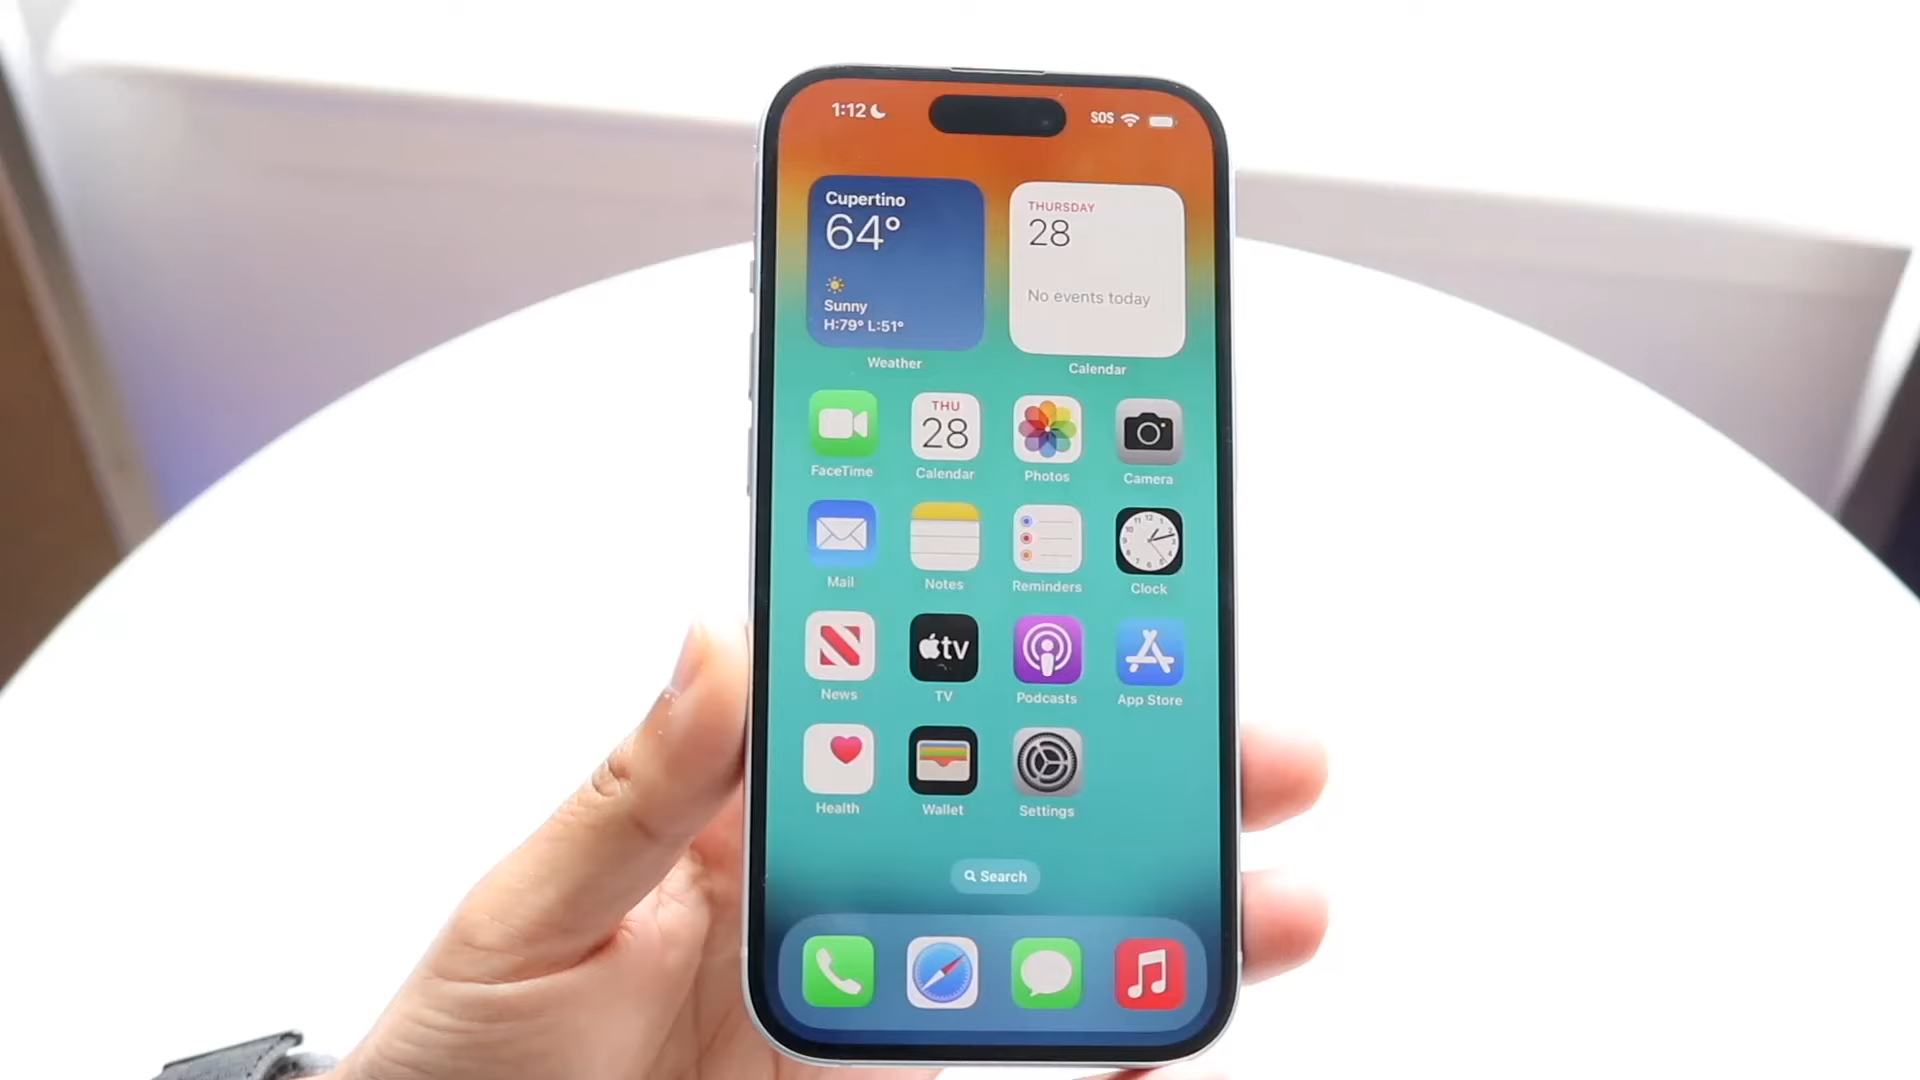 1:12
SOS
Cupertino
64°
Sunny
H:79° L:51°
Weather
THURSDAY
28
No events today
Calendar
THU
28
FaceTime
Calendar
Photos
Camera
Mail
Notes
Reminders
Clock
tv
News
TV
Podcasts
App Store
Health
Wallet
Settings
Search